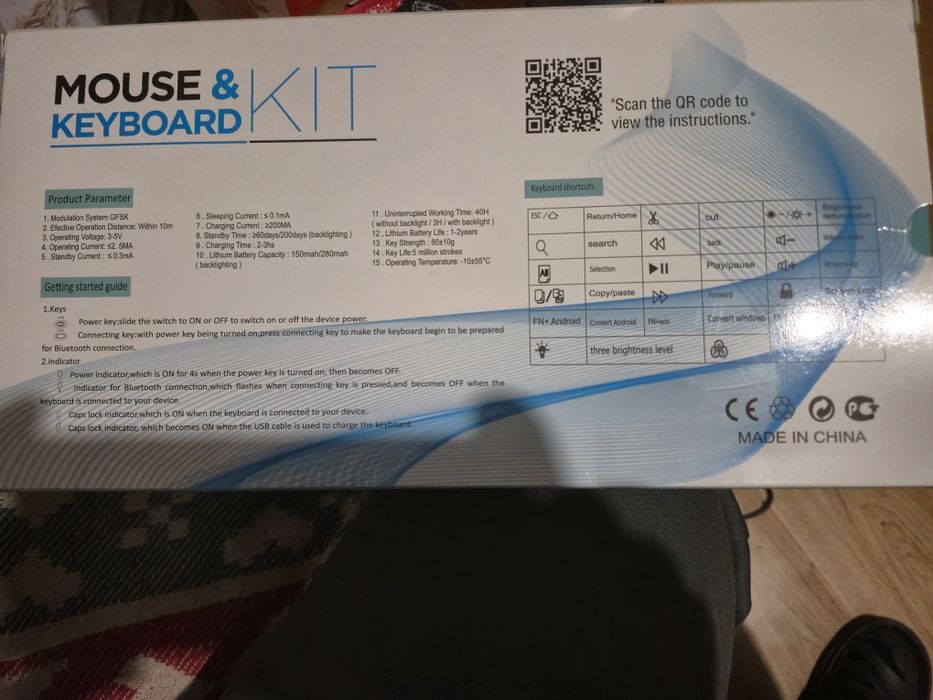 MOUSE &
KEYBOARD
KIT
"Scan the QR code to
view the instructions."
Product Parameter
1. Modulation System GFSK
2. Efective Operation Distance: Within 10m
3. Operating Voltage: 3-5V
4. Operating Current: ≤2. 5MA
5 . Standby Current : ≤ 0.3mA
6 . Sleeping Current : ≤ 0.1mA
7 . Charging Current : ≥200MA
8 . Standby Time : ≥60days/200days (backlighting )
9 . Charging Time : 2-3hs
10 . Lithium Battery Capacity : 150mah/280mah
( backlighting )
11 . Uninterrupted Working Time: 40H
( without backlight / 3H / with backlight )
12 . Lithium Battery Life : 1-2years
13 . Key Strength : 80±10g
14 . Key Life:5 million strokes
15 . Operating Temperature: -10±55°C
Getting started guide
1.Keys
Power key:slide the switch to ON or OFF to switch on or off the device power.
Connecting key:with power key being turned on,press connecting key to make the keyboard begin to be prepared
for Bluetooth connection.
2.Indicator
Power indicator,which is ON for 4s when the power key is turned on, then becomes OFF.
Indicator for Bluetooth connection,which flashes when connecting key is pressed,and becomes OFF when the
keyboard is connected to your device.
Caps lock indicator,which is ON when the keyboard is connected to your device.
Caps lock indicator, which becomes ON when the USB cable is used to charge the keyboard.
Keyboard shortcuts
ESC / Return/Home cut Brightness
search back
Selection Play/pause
Copy/paste Forward
FN+ Android Convert Android FN+win Convert windows
three brightness level
CE
MADE IN CHINA